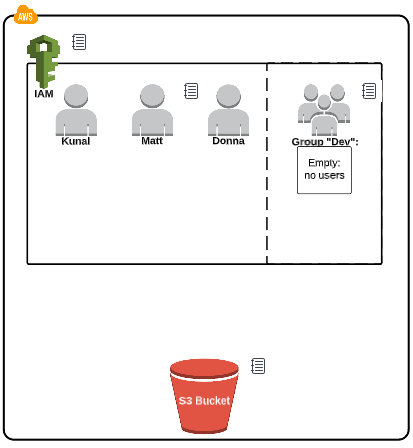 AWS
IAM
Kunal
Matt
Donna
Group "Dev":
Empty:
no users
S3 Bucket